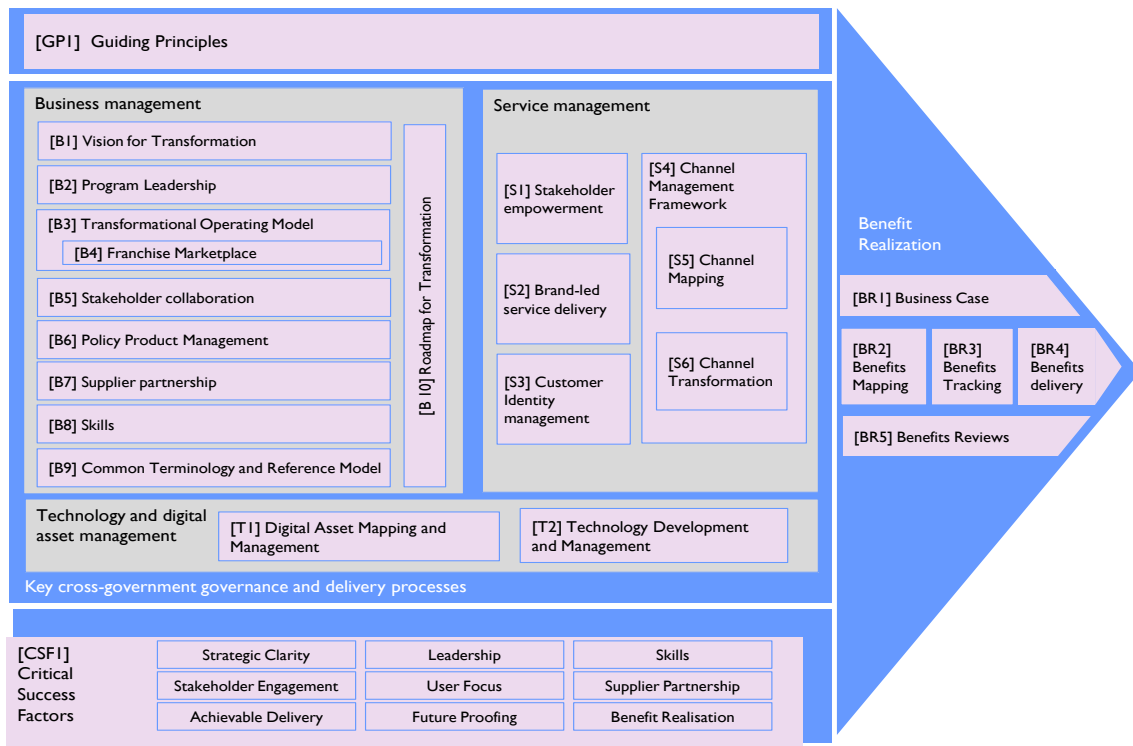 [GP1]  Guiding Principles
Business management
[B1] Vision for Transformation
[B2] Program Leadership
[B3] Transformational Operating Model
[B4] Franchise Marketplace
[B5] Stakeholder collaboration
[B6] Policy Product Management
[B7] Supplier partnership
[B8] Skills
[B9] Common Terminology and Reference Model
[B 10] Roadmap for Transformation
Service management
[S1] Stakeholder
empowerment
[S2] Brand-led
service delivery
[S3] Customer
Identity
management
[S4] Channel
Management
Framework
[S5] Channel
Mapping
[S6] Channel
Transformation
Technology and digital
asset management
[T1] Digital Asset Mapping and
Management
[T2] Technology Development
and Management
Key cross-government governance and delivery processes
[CSF1]
Critical
Success
Factors
Strategic Clarity
Leadership
Skills
Stakeholder Engagement
User Focus
Supplier Partnership
Achievable Delivery
Future Proofing
Benefit Realisation
Benefit
Realization
[BR1] Business Case
[BR2]
Benefits
Mapping
[BR3]
Benefits
Tracking
[BR4]
Benefits
delivery
[BR5] Benefits Reviews